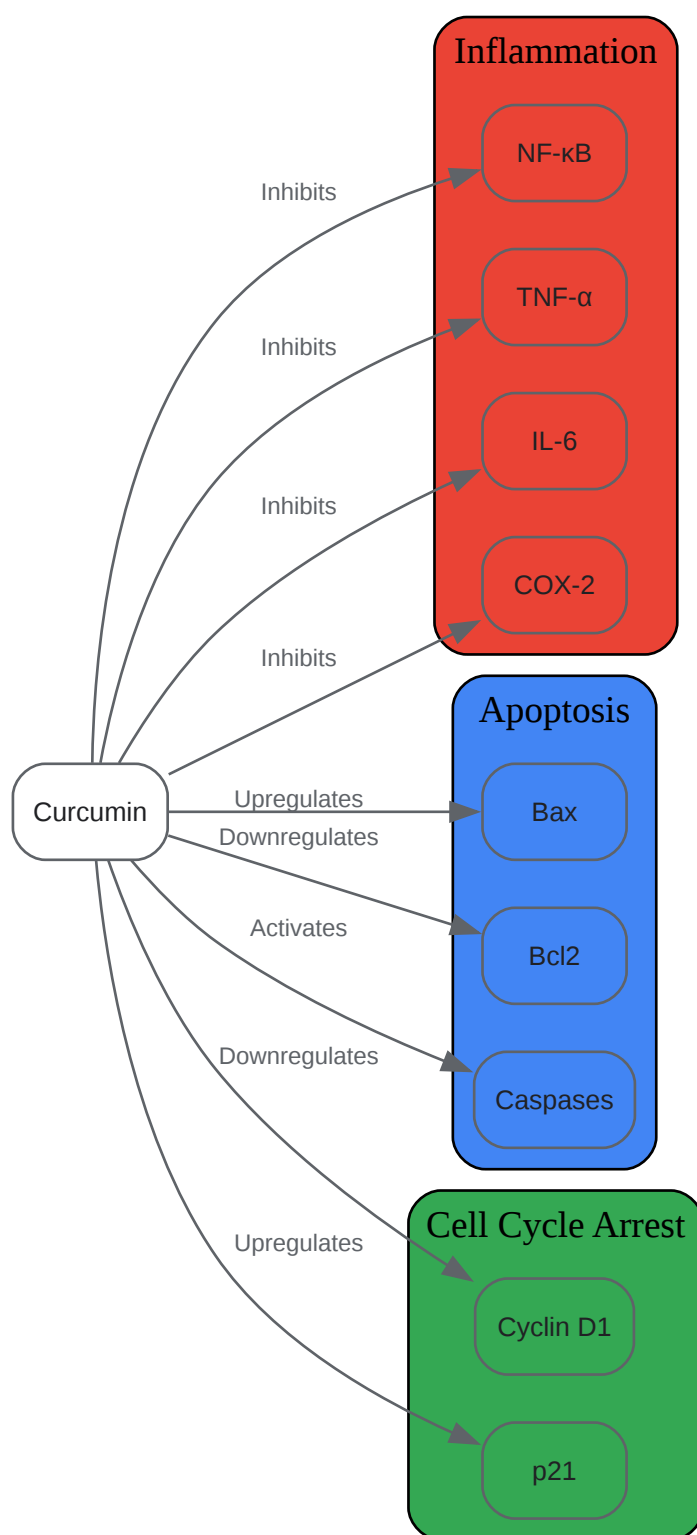 Inflammation
NF-κB
Inhibits
TNF-α
Inhibits
IL-6
Inhibits
COX-2
Inhibits
Apoptosis
Curcumin
Upregulates
Bax
Downregulates
Activates
Bcl2
Downregulates
Caspases
Cell Cycle Arrest
Upregulates
Cyclin D1
p21